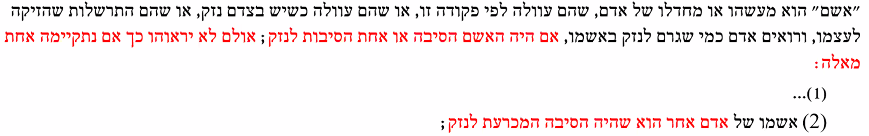 ״אשם״ הוא מעשהו או מחדלו של אדם, שהם עוולה לפי פקודה זו, או שהם עוולה כשיש בצדם נזק, או שהם התרשלות שהזיקה
לעצמו, ורואים אדם כמי שגרם לנזק באשמו, אם היה האשם הסיבה או אחת הסיבות לנזק; אולם לא יראוהו כך אם נתקיימה אחת
מאלה:
(1)...
(2) אשמו של אדם אחר הוא שהיה הסיבה המכרעת לנזק;